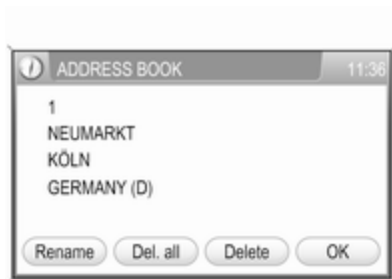 ADDRESS BOOK 11:36
1
NEUMARKT
KÖLN
GERMANY (D)
Rename Del. all Delete OK